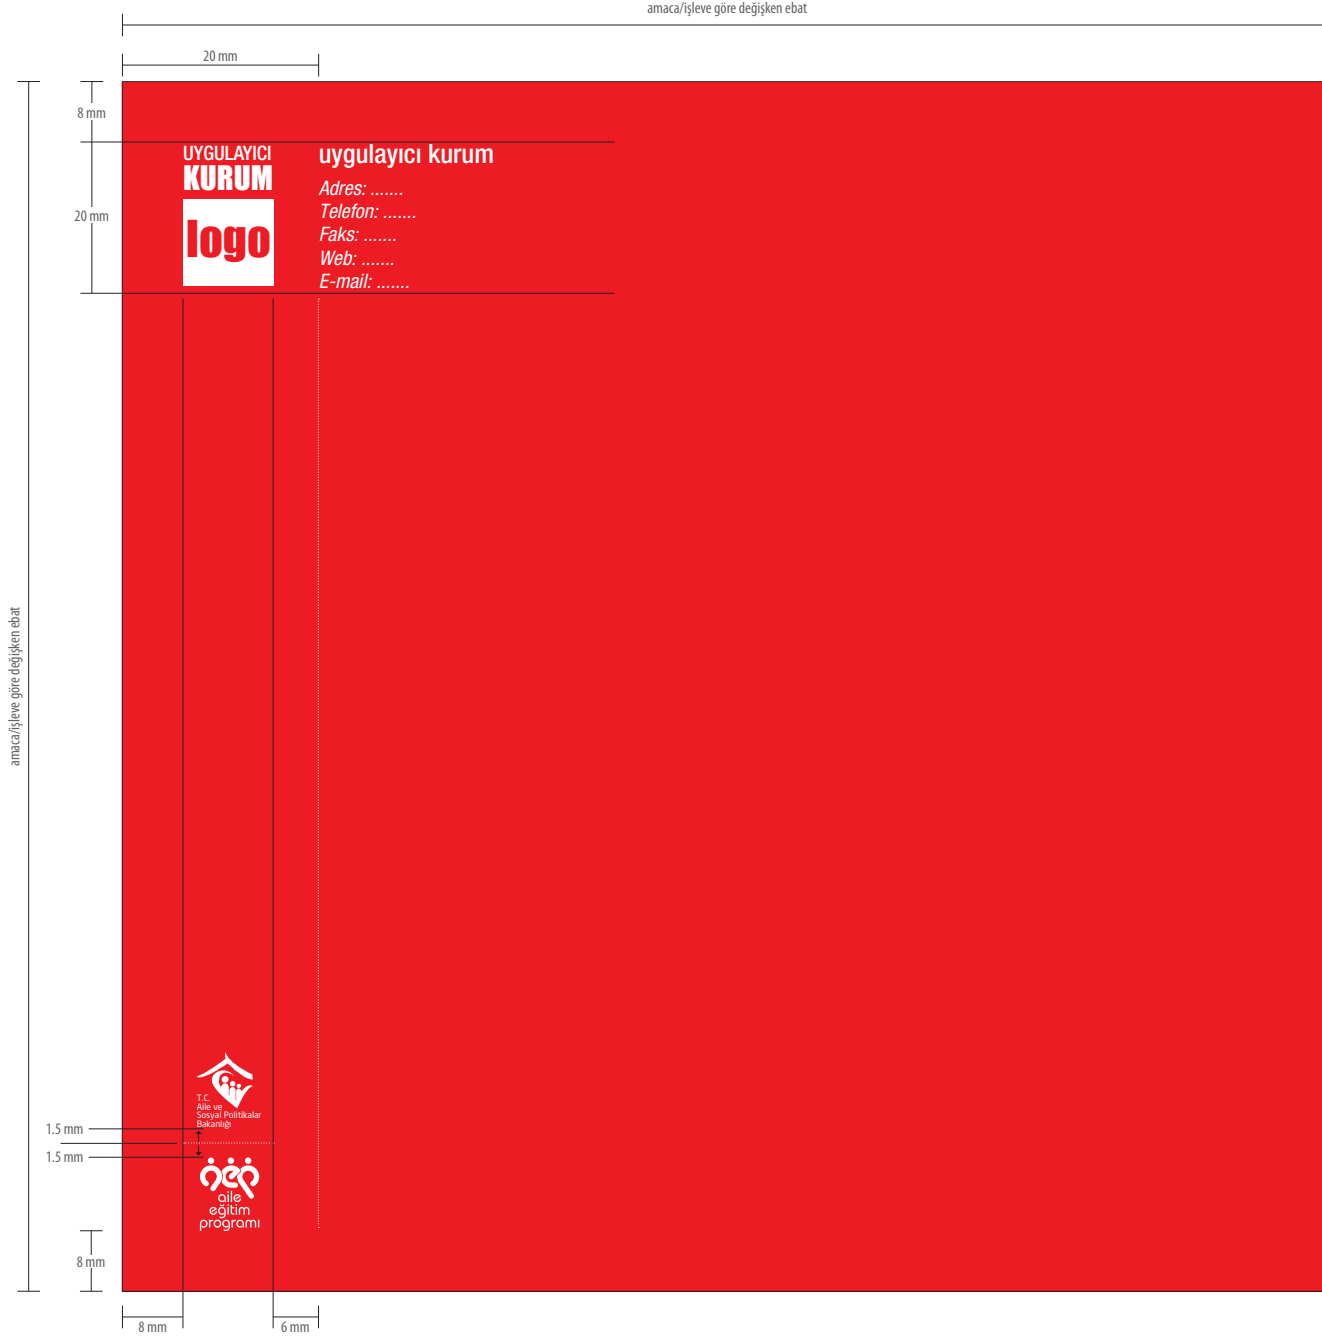 amaca/işleve göre değişken ebat
20 mm
8 mm
20 mm
UYGULAYICI
KURUM
logo
uygulayıcı kurum
Adres: .......
Telefon: .......
Faks: .......
Web: .......
E-mail: .......
amaca/işleve göre değişken ebat
T.C.
Aile ve
Sosyal Politikalar
Bakanlığı
1.5 mm
1.5 mm
aep
aile
eğitim
programı
8 mm
8 mm
6 mm